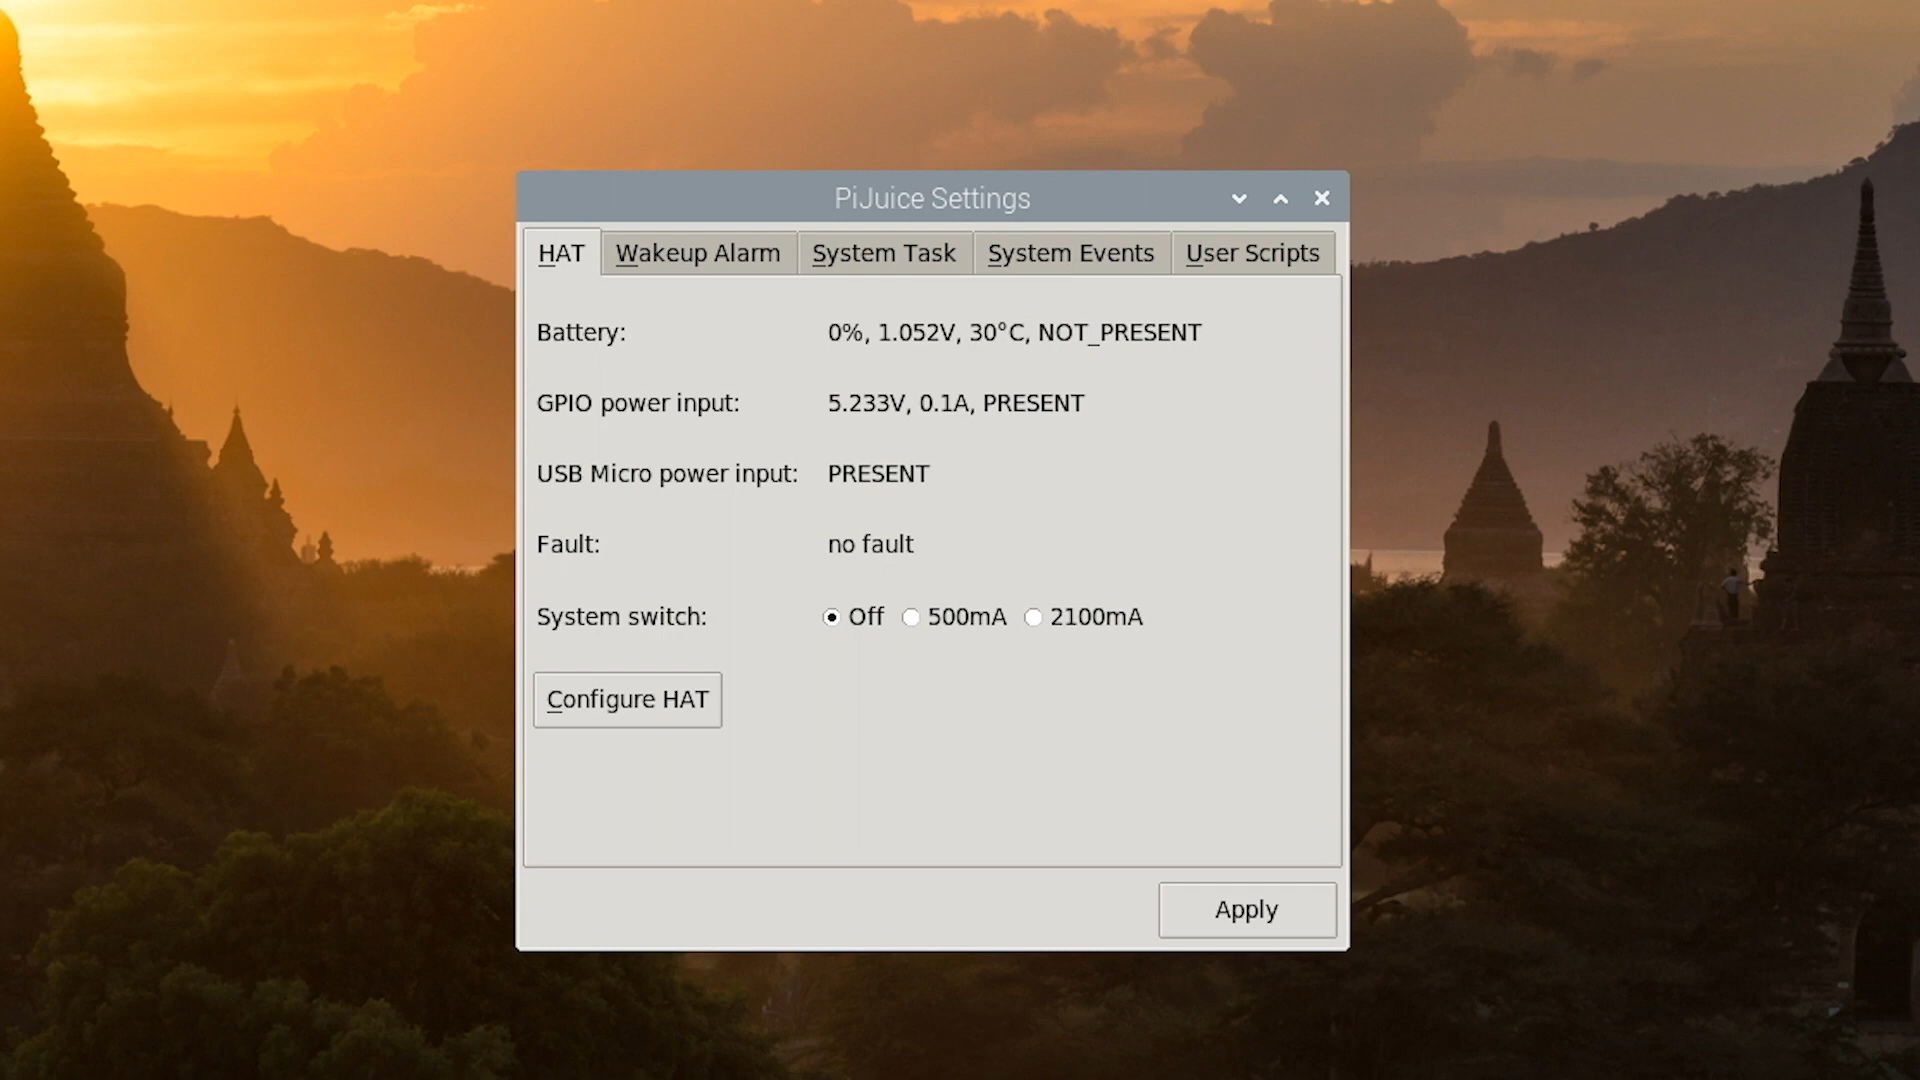 PiJuice Settings
HAT Wakeup Alarm System Task System Events User Scripts
Battery: 0%, 1.052V, 30°C, NOT_PRESENT
GPIO power input: 5.233V, 0.1A, PRESENT
USB Micro power input: PRESENT
Fault: no fault
System switch: Off 500mA 2100mA
Configure HAT
Apply